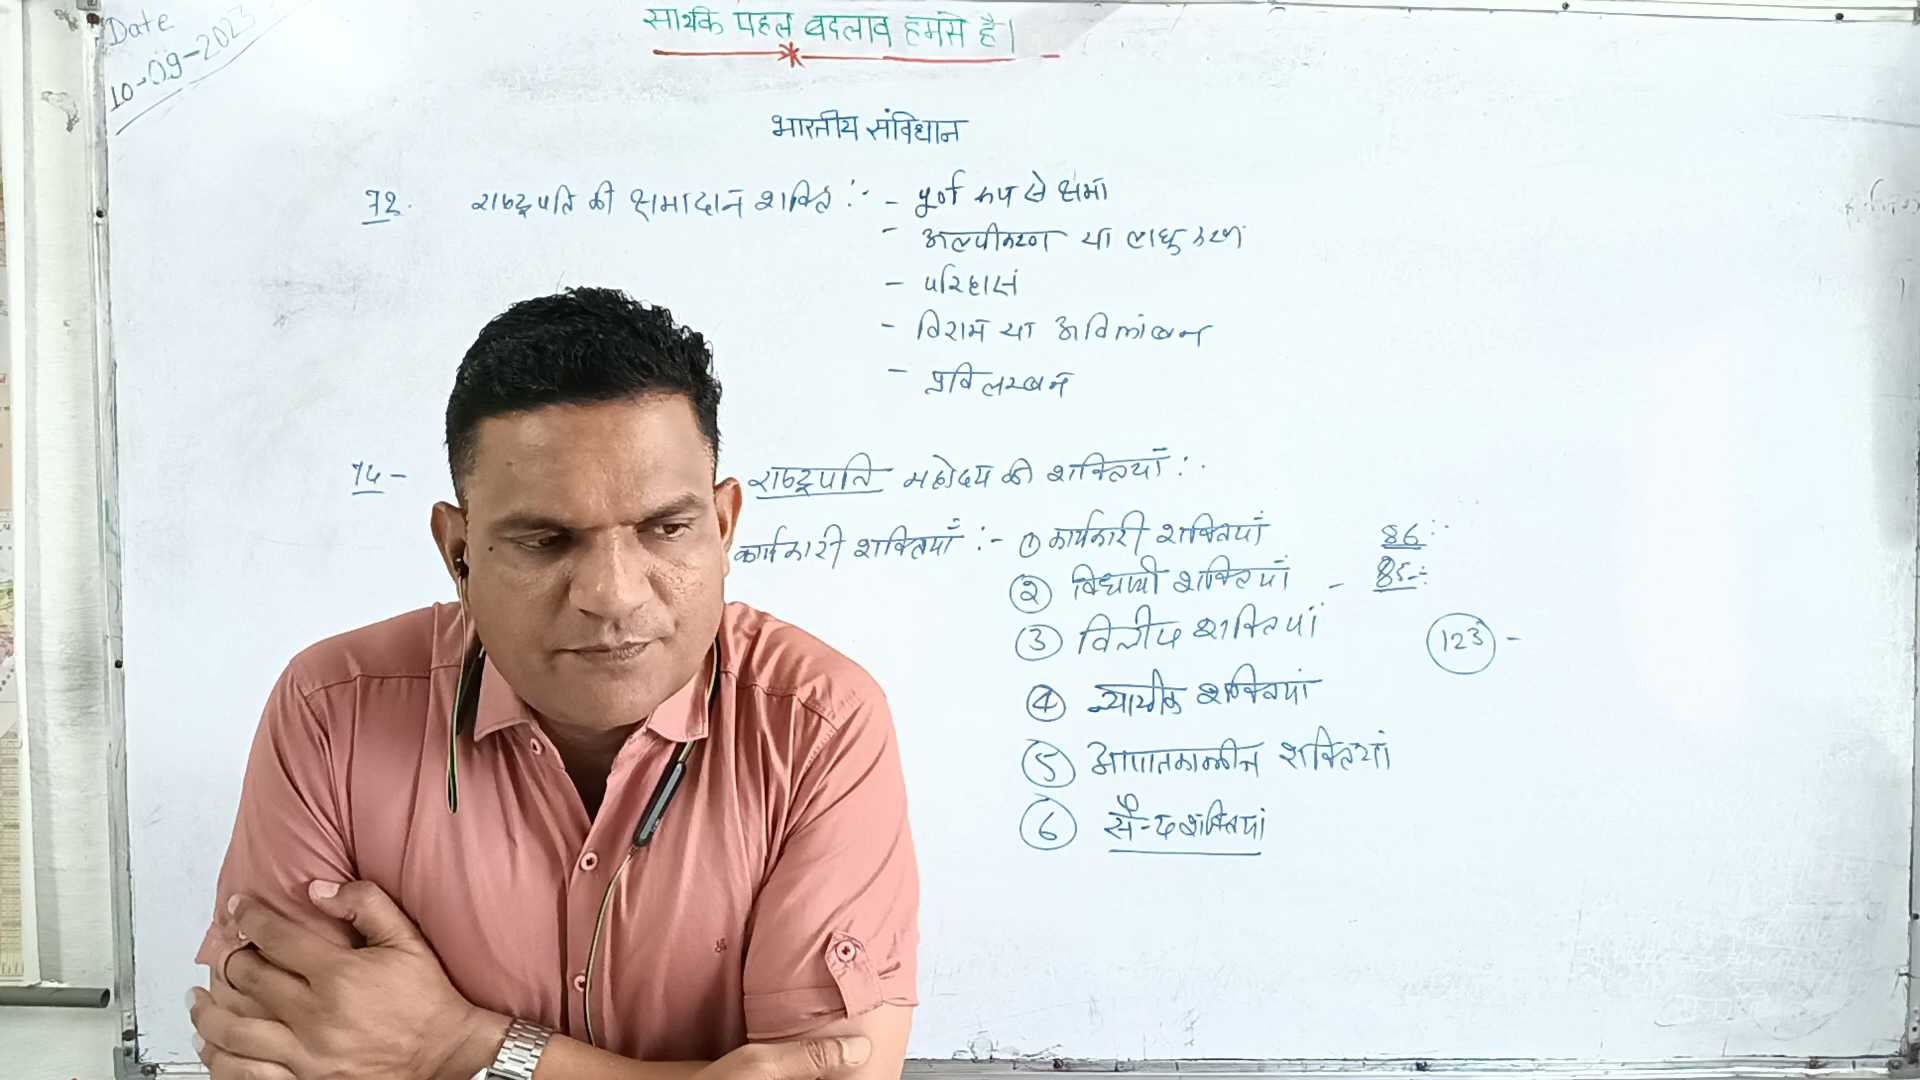 Date
10-09-2023
सार्थक पहल बदलाव हमसे है।
भारतीय संविधान
72. राष्ट्रपति की क्षमादान शक्ति :- - पूर्ण रूप से क्षमा
- अल्पीकरण या लघुकरण
- परिहास
- विराम या अविलंबन
- प्रविलम्बन
74 - राष्ट्रपति महोदय की शक्तियाँ :-
कार्यकारी शक्तियाँ :- ① कार्यकारी शक्तियाँ 86 :-
② विधायी शक्तियाँ - 85 :-
③ वित्तीय शक्तियां 123 -
④ न्यायीक शक्तियां
⑤ आपातकालीन शक्तियां
⑥ सैन्य शक्तियां